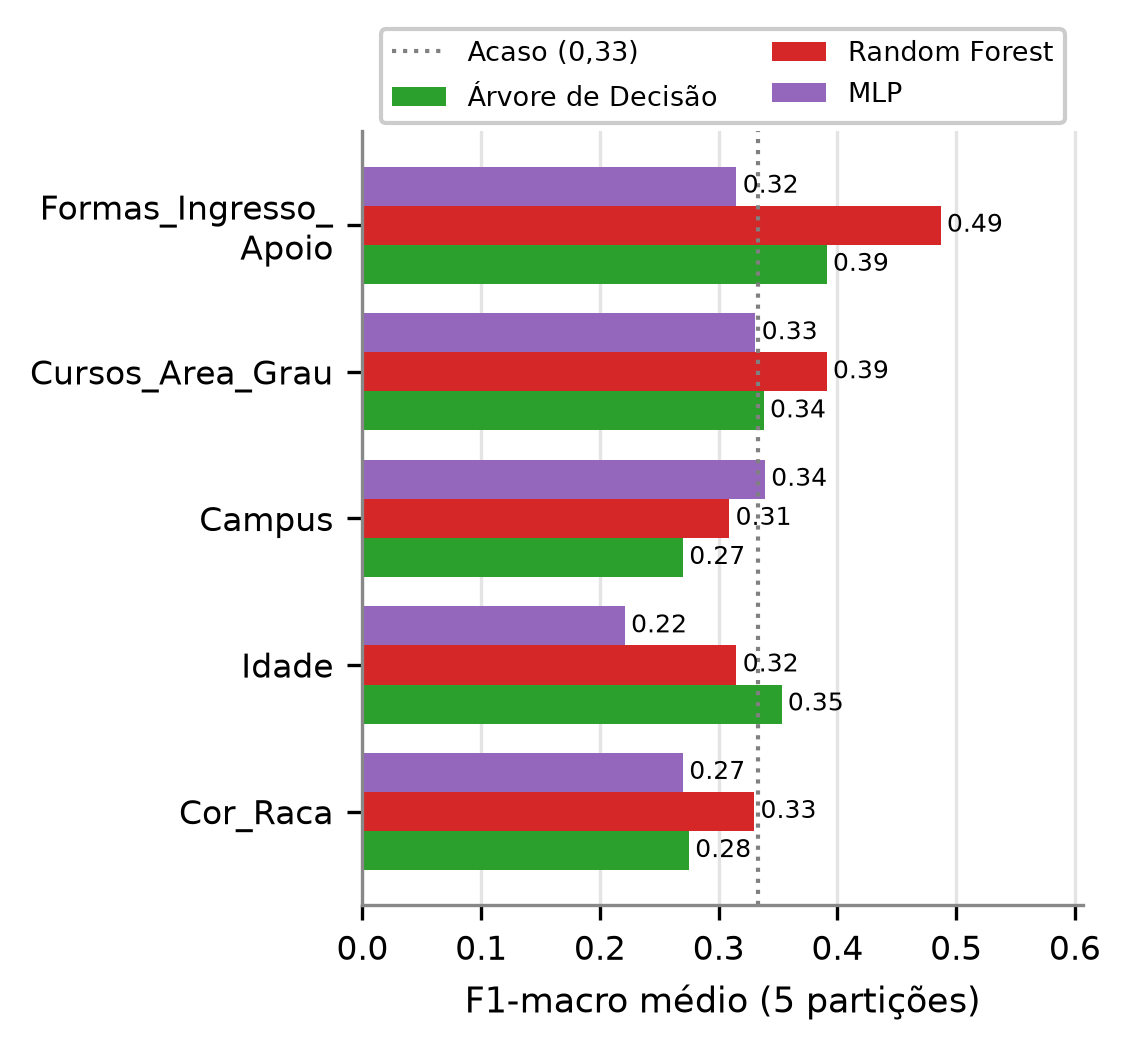 Acaso (0,33)
Árvore de Decisão
Random Forest
MLP
Formas_Ingresso_
Apoio
0.32
0.49
0.39
Cursos_Area_Grau
0.33
0.39
0.34
Campus
0.34
0.31
0.27
Idade
0.22
0.32
0.35
Cor_Raca
0.27
0.33
0.28
0.0 0.1 0.2 0.3 0.4 0.5 0.6
F1-macro médio (5 partições)